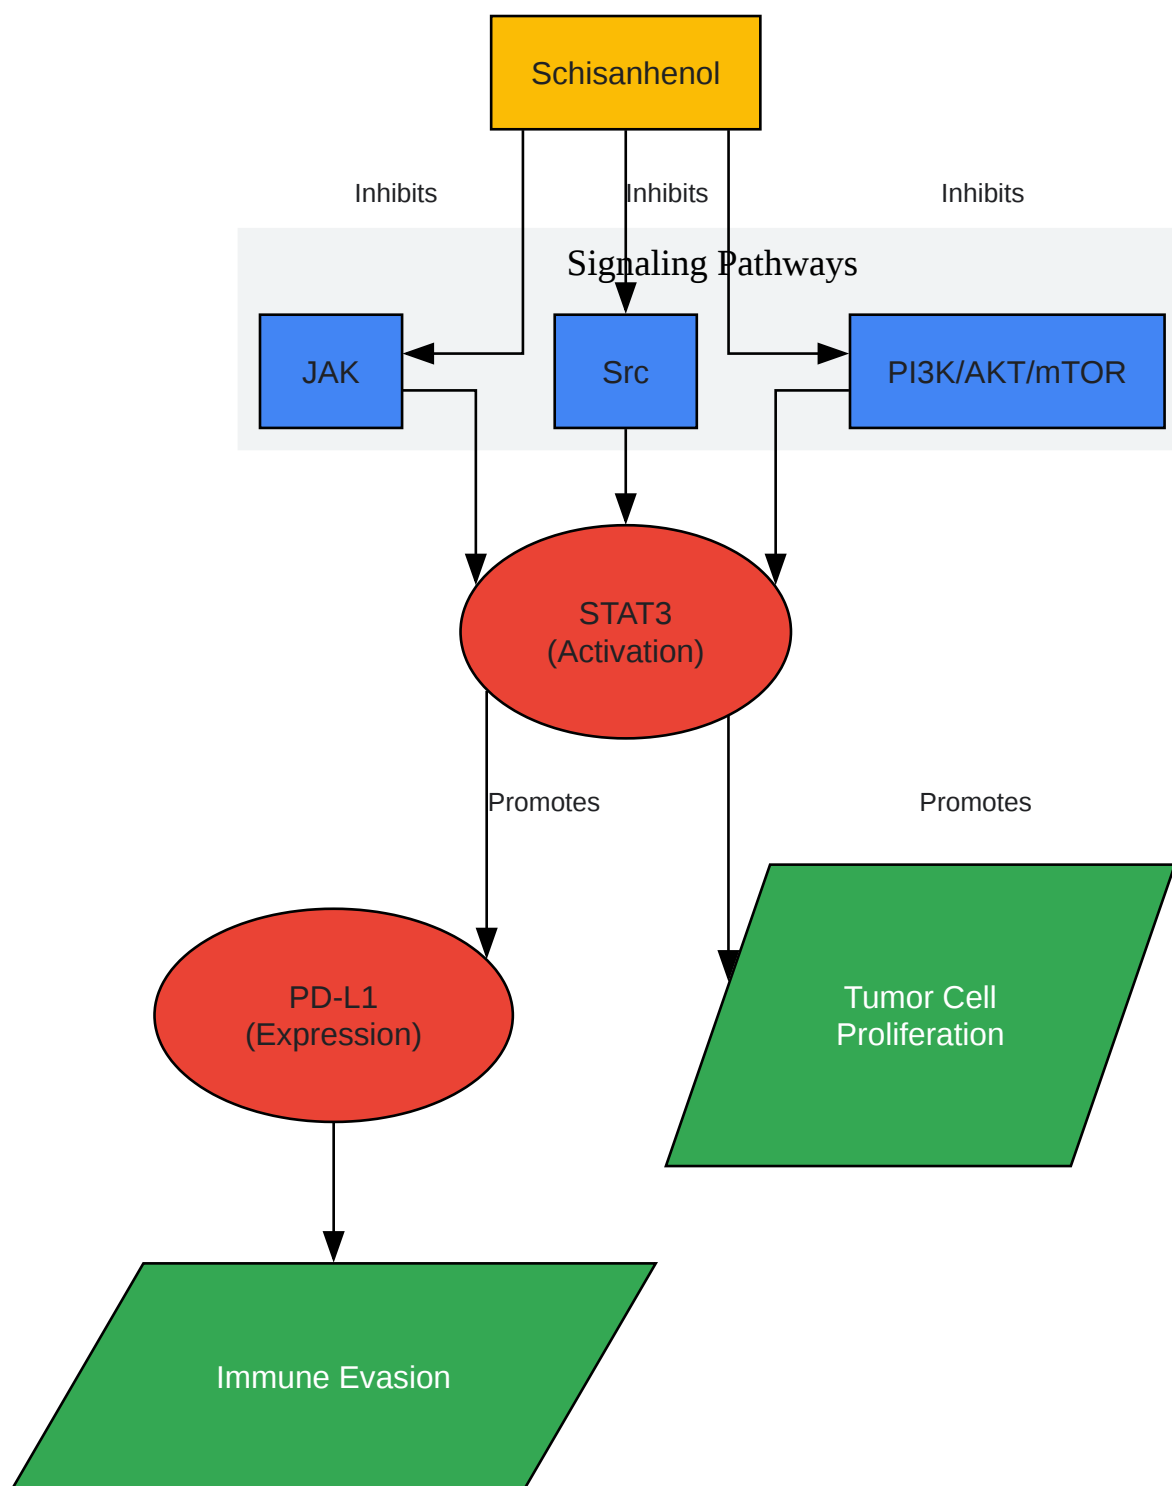 Schisanhenol
Inhibits
Inhibits
Inhibits
Signaling Pathways
JAK
Src
PI3K/AKT/mTOR
STAT3
(Activation)
Promotes
Promotes
PD-L1
(Expression)
Tumor Cell
Proliferation
Immune Evasion